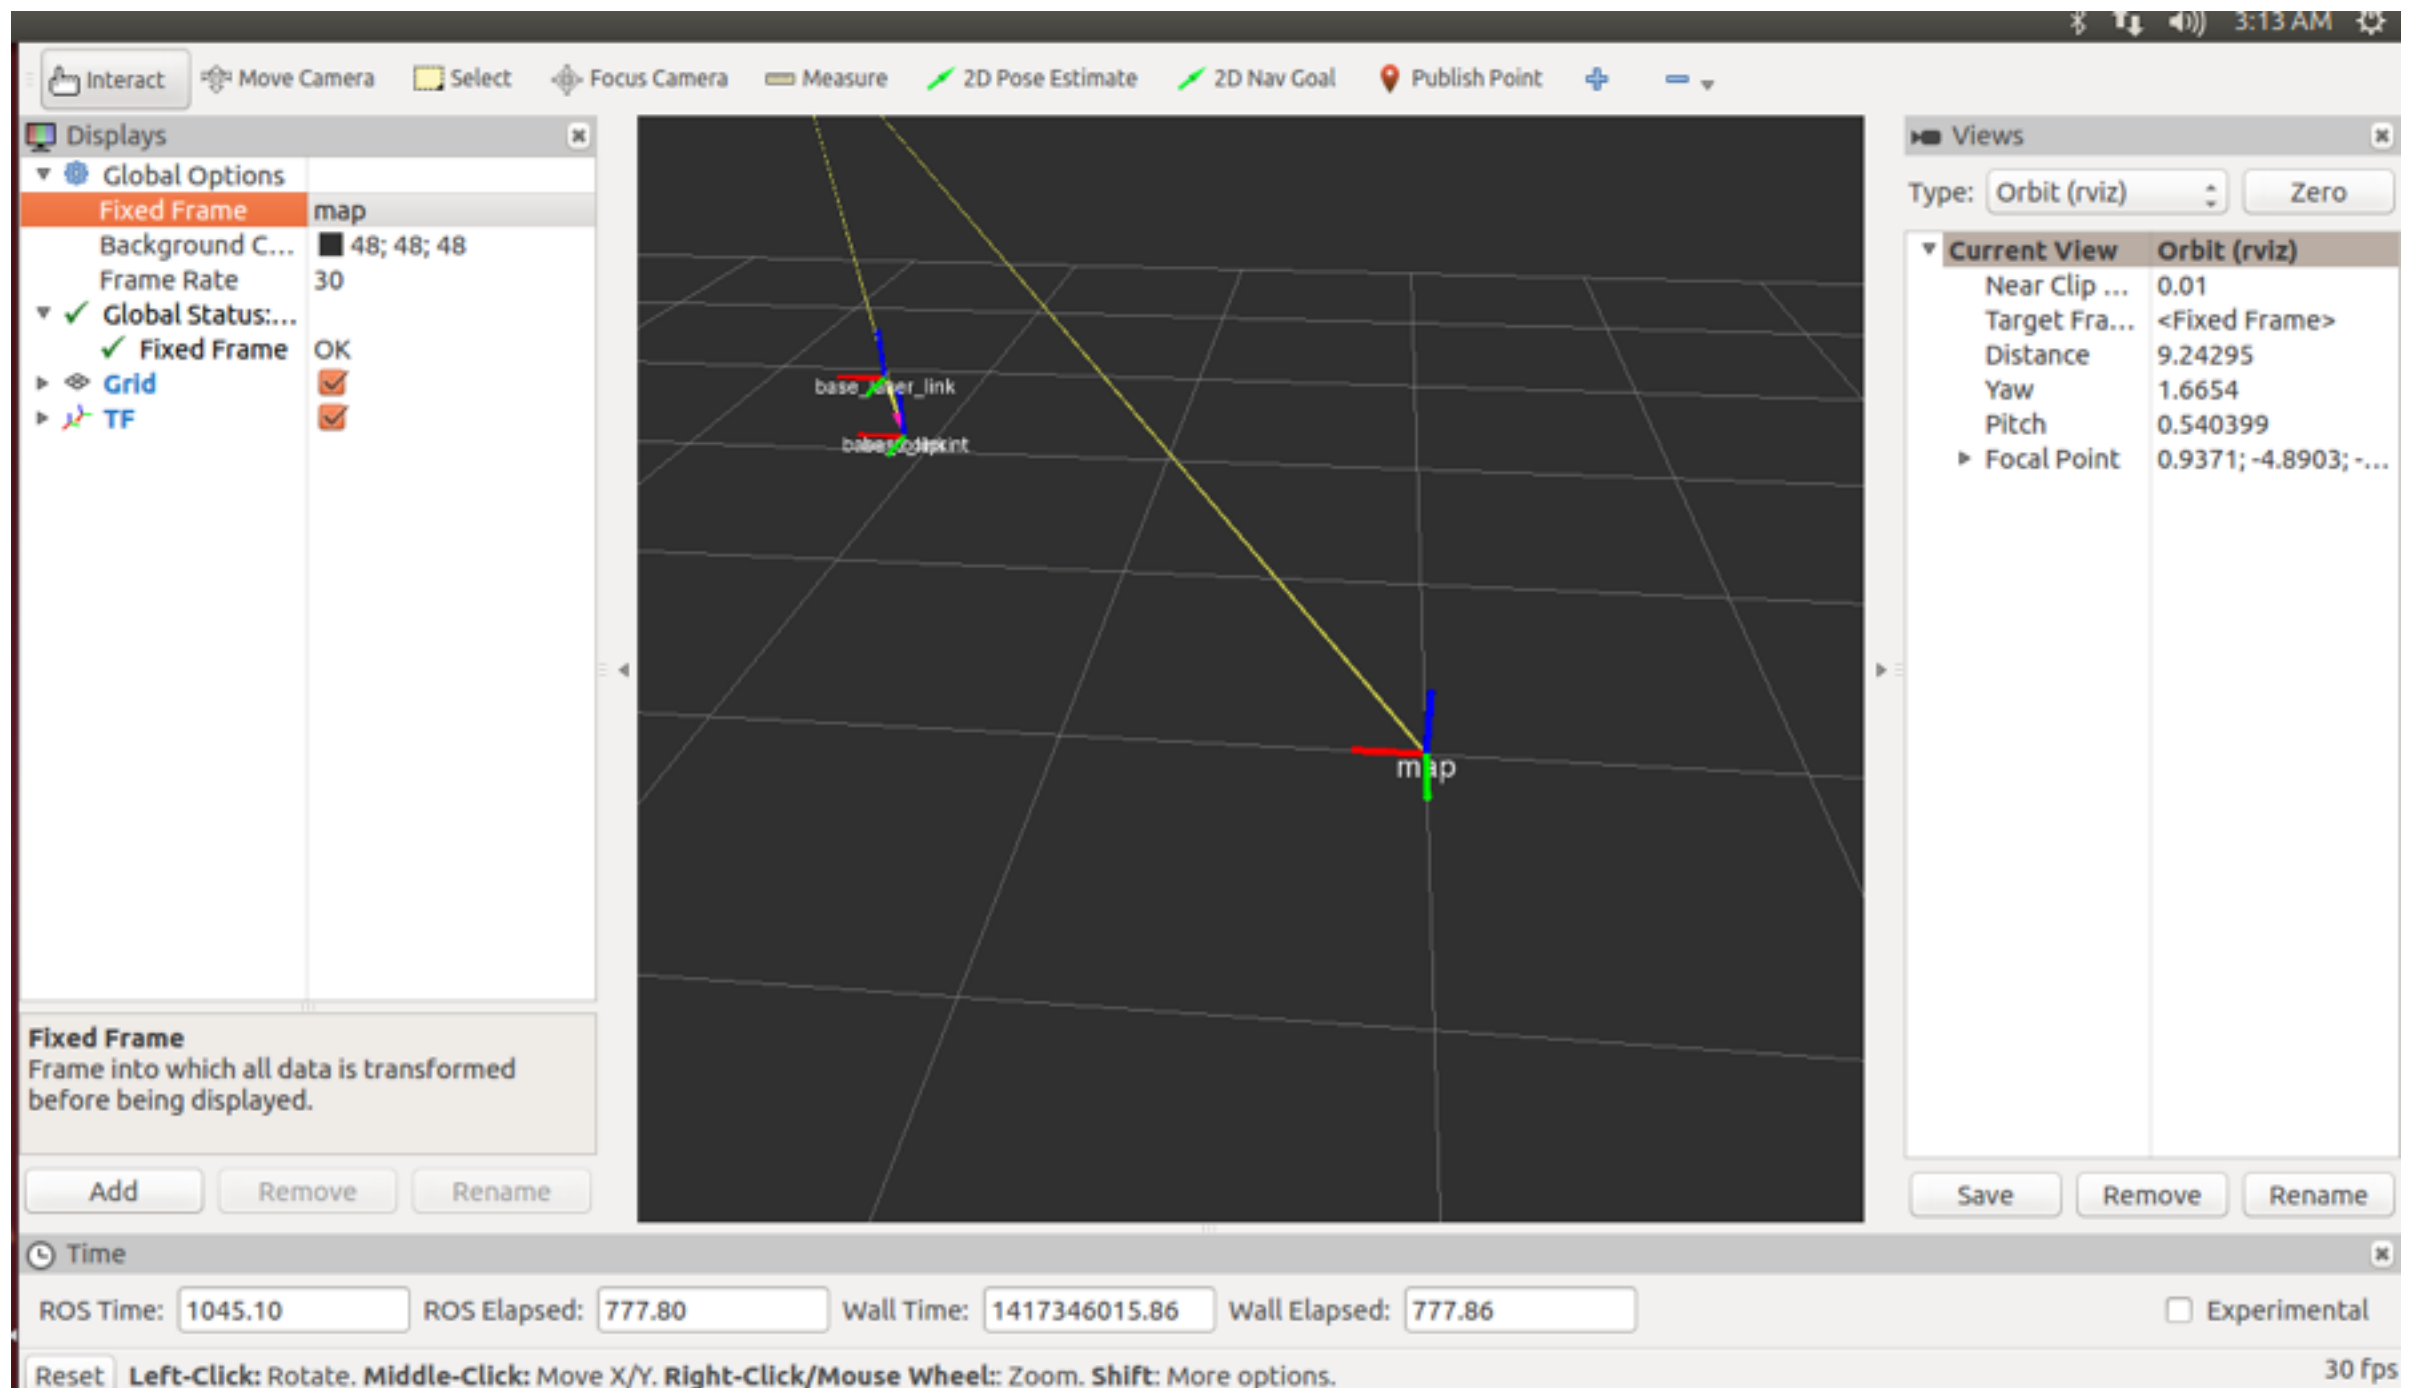 3:13 AM
Interact Move Camera Select Focus Camera Measure 2D Pose Estimate 2D Nav Goal Publish Point
Displays
Global Options
Fixed Frame map
Background C... 48; 48; 48
Frame Rate 30
Global Status:...
Fixed Frame OK
Grid
TF
Fixed Frame
Frame into which all data is transformed
before being displayed.
Add Remove Rename
base_laser_link
map
Views
Type: Orbit (rviz) Zero
Current View Orbit (rviz)
Near Clip ... 0.01
Target Fra... <Fixed Frame>
Distance 9.24295
Yaw 1.6654
Pitch 0.540399
Focal Point 0.9371; -4.8903; -...
Save Remove Rename
Time
ROS Time: 1045.10 ROS Elapsed: 777.80 Wall Time: 1417346015.86 Wall Elapsed: 777.86 Experimental
Reset Left-Click: Rotate. Middle-Click: Move X/Y. Right-Click/Mouse Wheel:: Zoom. Shift: More options. 30 fps